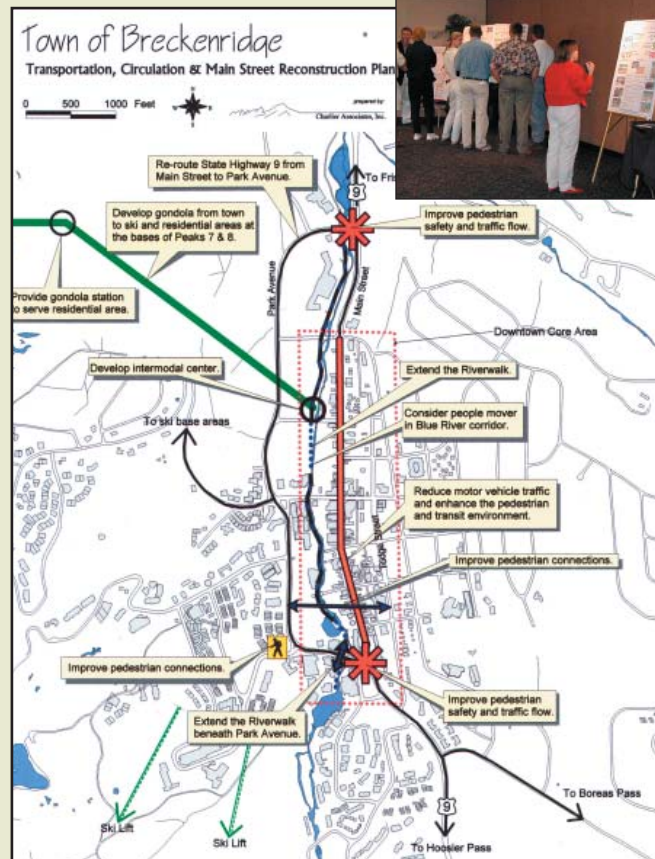 Town of Breckenridge
Transportation, Circulation & Main Street Reconstruction Plan
0 500 1000 Feet
prepared by:
Charlier Associates, Inc.
Re-route State Highway 9 from
Main Street to Park Avenue.
To Fris
9
Develop gondola from town
to ski and residential areas at
the bases of Peaks 7 & 8.
Improve pedestrian
safety and traffic flow.
Park Avenue
Main Street
Provide gondola station
to serve residential area.
Downtown Core Area
Develop intermodal center.
Extend the Riverwalk.
To ski base areas
Consider people mover
in Blue River corridor.
Reduce motor vehicle traffic
and enhance the pedestrian
and transit environment.
Improve pedestrian connections.
Improve pedestrian connections.
Improve pedestrian
safety and traffic flow.
Extend the Riverwalk
beneath Park Avenue.
9
To Boreas Pass
Ski Lift
Ski Lift
To Hoosier Pass